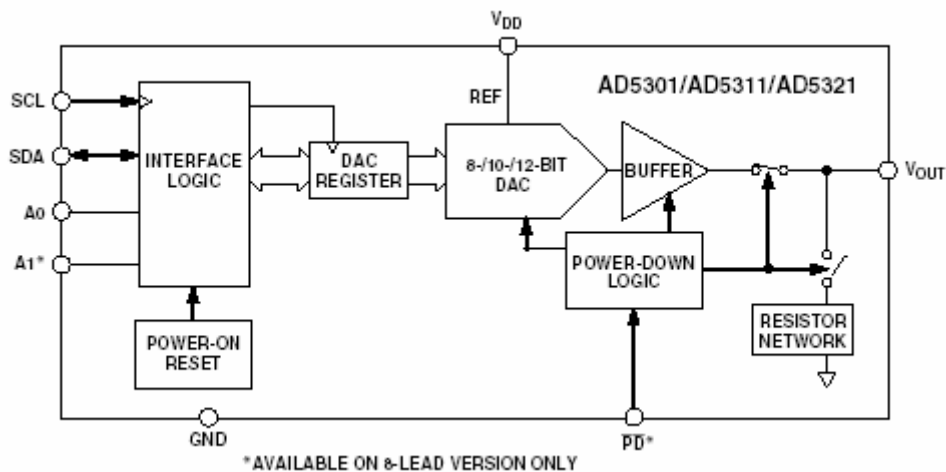 VDD
AD5301/AD5311/AD5321
REF
SCL
SDA
A0
A1*
INTERFACE
LOGIC
DAC
REGISTER
8-/10-/12-BIT
DAC
BUFFER
VOUT
POWER-DOWN
LOGIC
RESISTOR
NETWORK
POWER-ON
RESET
GND
PD*
*AVAILABLE ON 8-LEAD VERSION ONLY